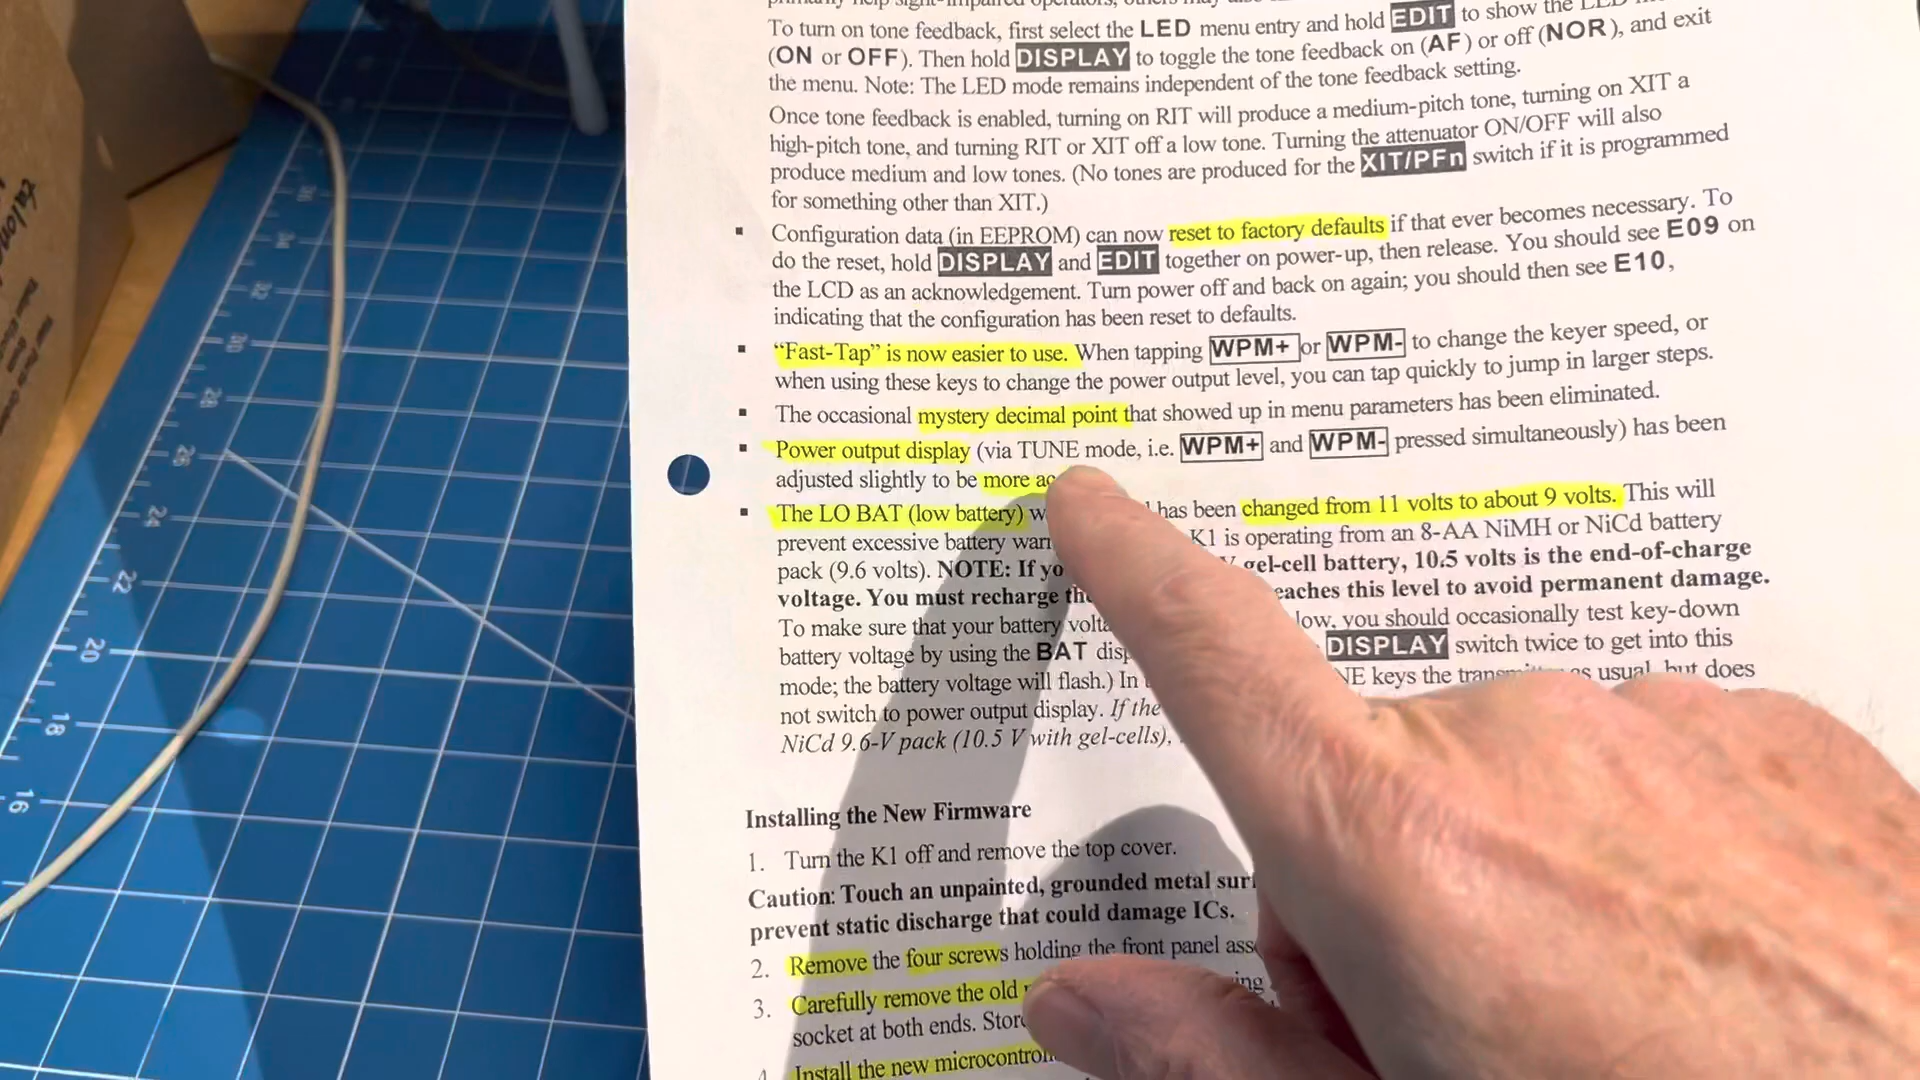 primarily help sight-impaired operators, others may
To turn on tone feedback, first select the LED menu entry and hold EDIT to show the LED
(ON or OFF). Then hold DISPLAY to toggle the tone feedback on (AF) or off (NOR), and exit
the menu. Note: The LED mode remains independent of the tone feedback setting.
Once tone feedback is enabled, turning on RIT will produce a medium-pitch tone, turning on XIT a
high-pitch tone, and turning RIT or XIT off a low tone. Turning the attenuator ON/OFF will also
produce medium and low tones. (No tones are produced for the XIT/PFn switch if it is programmed
for something other than XIT.)
▪ Configuration data (in EEPROM) can now reset to factory defaults if that ever becomes necessary. To
do the reset, hold DISPLAY and EDIT together on power-up, then release. You should see E09 on
the LCD as an acknowledgement. Turn power off and back on again; you should then see E10,
indicating that the configuration has been reset to defaults.
▪ “Fast-Tap” is now easier to use. When tapping WPM+ or WPM- to change the keyer speed, or
when using these keys to change the power output level, you can tap quickly to jump in larger steps.
▪ The occasional mystery decimal point that showed up in menu parameters has been eliminated.
▪ Power output display (via TUNE mode, i.e. WPM+ and WPM- pressed simultaneously) has been
adjusted slightly to be more
▪ The LO BAT (low battery) has been changed from 11 volts to about 9 volts. This will
prevent excessive battery K1 is operating from an 8-AA NiMH or NiCd battery
pack (9.6 volts). NOTE: If gel-cell battery, 10.5 volts is the end-of-charge
voltage. You must recharge this level to avoid permanent damage.
To make sure that your battery low, you should occasionally test key-down
battery voltage by using the BAT DISPLAY switch twice to get into this
mode; the battery voltage will flash.) In keys the usual, but does
not switch to power output display. If the
NiCd 9.6-V pack (10.5 V with gel-cells),
Installing the New Firmware
1. Turn the K1 off and remove the top cover.
Caution: Touch an unpainted, grounded metal
prevent static discharge that could damage ICs.
2. Remove the four screws holding the front panel
3. Carefully remove the old
socket at both ends.
Install the new
16
18
20
22
24
26
28
30
32
34
36